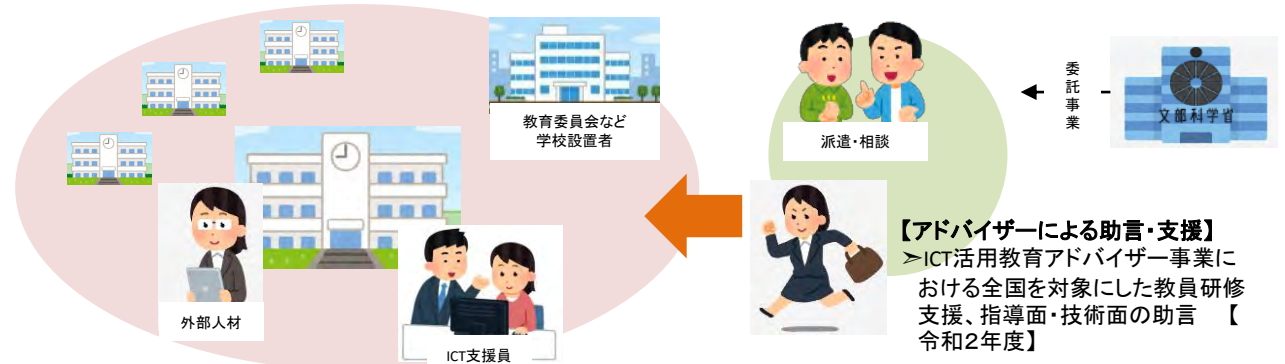 教育委員会など
学校設置者
外部人材
ICT支援員
派遣・相談
委託事業
文部科学省
【アドバイザーによる助言・支援】
➢ICT活用教育アドバイザー事業に
おける全国を対象にした教員研修
支援、指導面・技術面の助言　【
令和２年度】